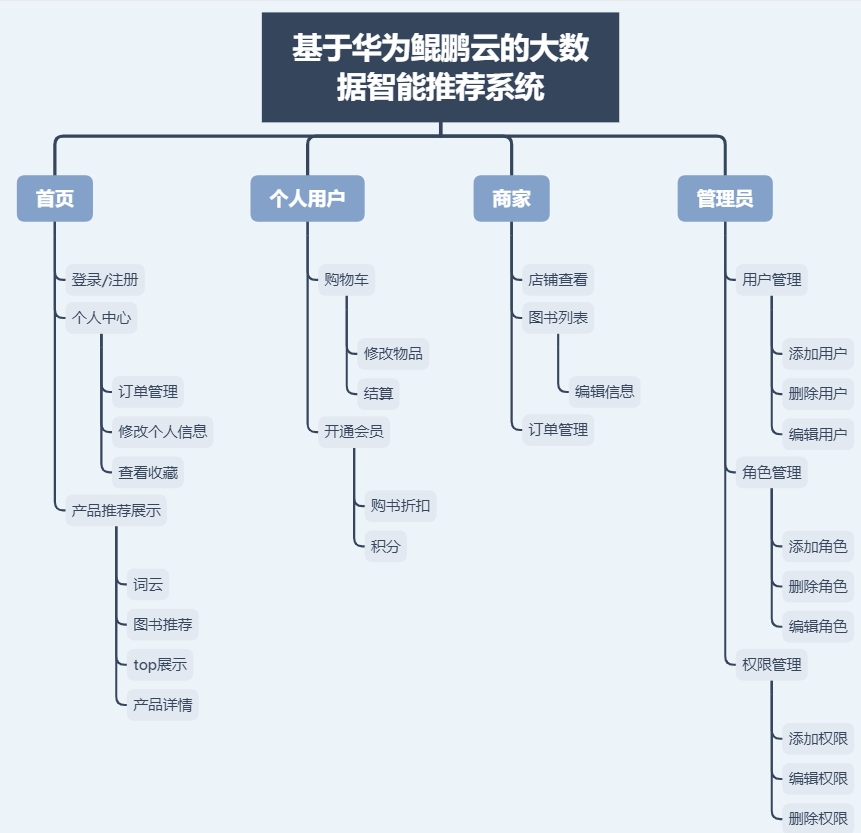 基于华为鲲鹏云的大数
据智能推荐系统
首页
登录/注册
个人中心
订单管理
修改个人信息
查看收藏
产品推荐展示
词云
图书推荐
top展示
产品详情
个人用户
购物车
修改物品
结算
开通会员
购书折扣
积分
商家
店铺查看
图书列表
编辑信息
订单管理
管理员
用户管理
添加用户
删除用户
编辑用户
角色管理
添加角色
删除角色
编辑角色
权限管理
添加权限
编辑权限
删除权限